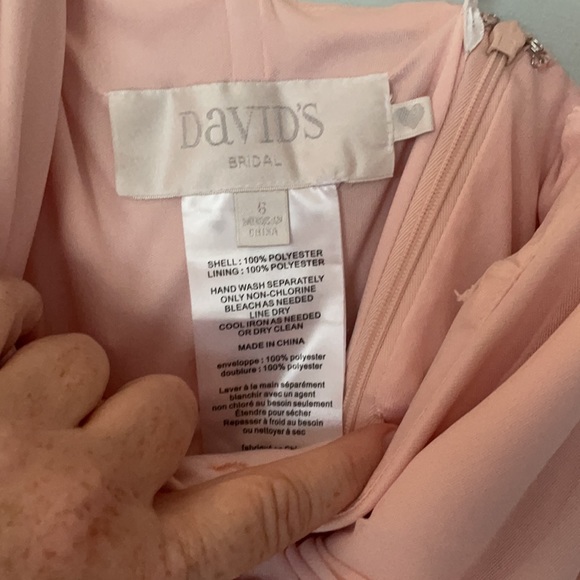 DaVID'S
BRIDAL
6
CHINA
SHELL : 100% POLYESTER
LINING : 100% POLYESTER
HAND WASH SEPARATELY
ONLY NON-CHLORINE
BLEACH AS NEEDED
LINE DRY
COOL IRON AS NEEDED
OR DRY CLEAN
MADE IN CHINA
enveloppe : 100% polyester
doublure : 100% polyester
Laver à la main séparément
blanchir avec un agent
non chloré au besoin seulement
Étendre pour sécher
Repasser à froid au besoin
ou nettoyer à sec